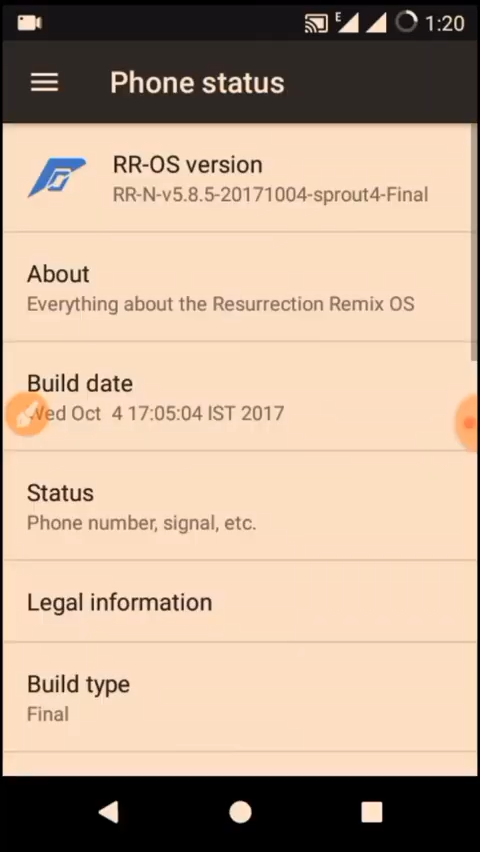 E 1:20
Phone status
RR-OS version
RR-N-v5.8.5-20171004-sprout4-Final
About
Everything about the Resurrection Remix OS
Build date
Wed Oct 4 17:05:04 IST 2017
Status
Phone number, signal, etc.
Legal information
Build type
Final